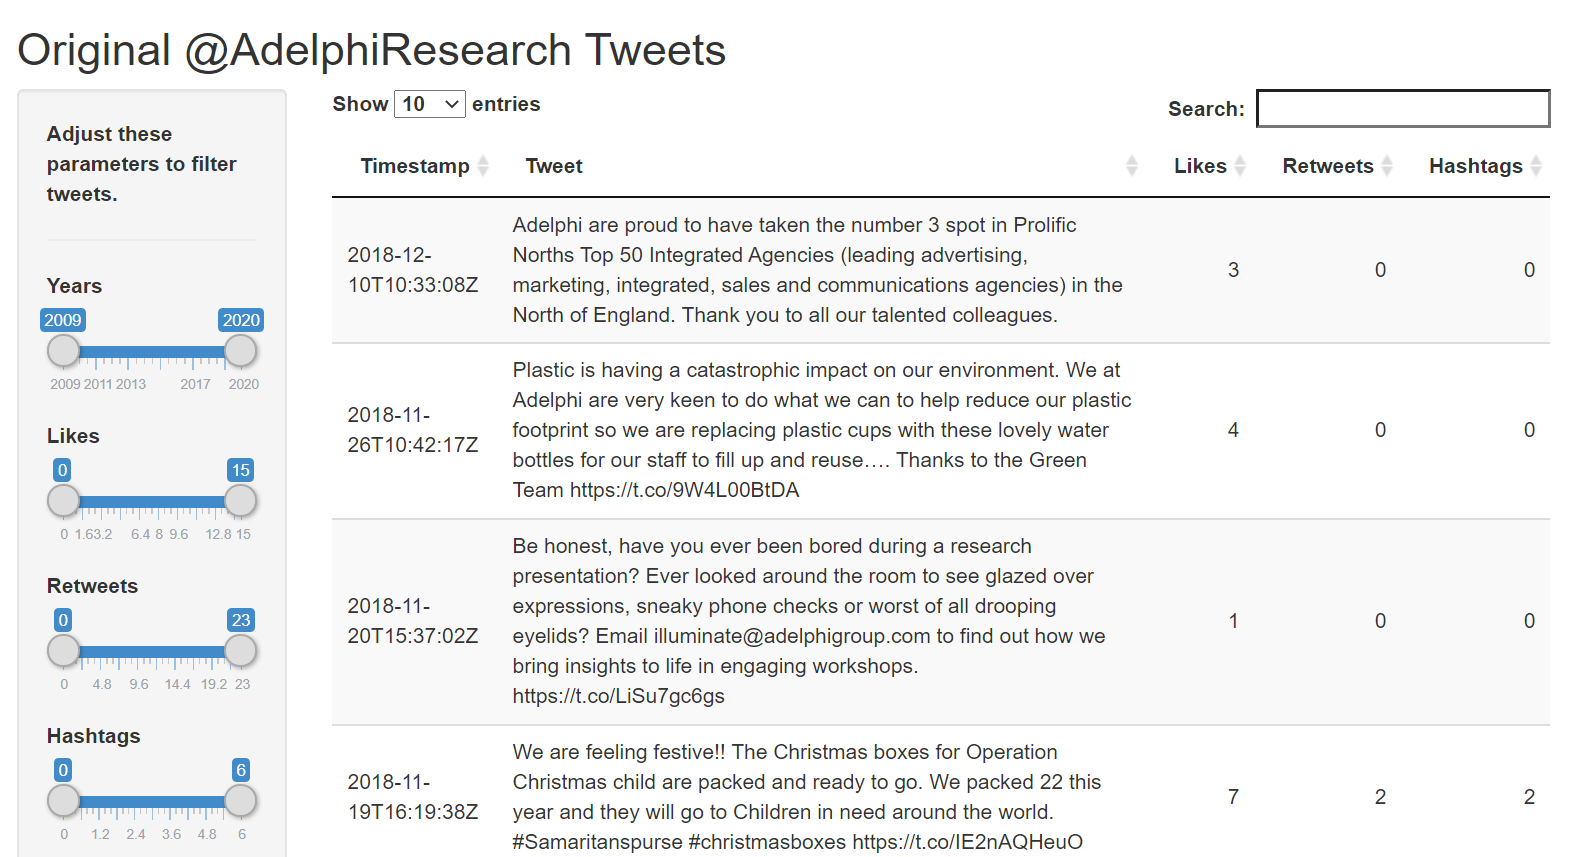 Original @AdelphiResearch Tweets
Adjust these
parameters to filter
tweets.
Years
2009 2020
2009 2011 2013 2017 2020
Likes
0 15
0 1.6 3.2 6.4 8 9.6 12.8 15
Retweets
0 23
0 4.8 9.6 14.4 19.2 23
Hashtags
0 6
0 1.2 2.4 3.6 4.8 6
Show 10 entries
Search:
Timestamp Tweet Likes Retweets Hashtags
2018-12-
10T10:33:08Z
Adelphi are proud to have taken the number 3 spot in Prolific
Norths Top 50 Integrated Agencies (leading advertising,
marketing, integrated, sales and communications agencies) in the
North of England. Thank you to all our talented colleagues.
3 0 0
2018-11-
26T10:42:17Z
Plastic is having a catastrophic impact on our environment. We at
Adelphi are very keen to do what we can to help reduce our plastic
footprint so we are replacing plastic cups with these lovely water
bottles for our staff to fill up and reuse…. Thanks to the Green
Team https://t.co/9W4L00BtDA
4 0 0
2018-11-
20T15:37:02Z
Be honest, have you ever been bored during a research
presentation? Ever looked around the room to see glazed over
expressions, sneaky phone checks or worst of all drooping
eyelids? Email illuminate@adelphigroup.com to find out how we
bring insights to life in engaging workshops.
https://t.co/LiSu7gc6gs
1 0 0
2018-11-
19T16:19:38Z
We are feeling festive!! The Christmas boxes for Operation
Christmas child are packed and ready to go. We packed 22 this
year and they will go to Children in need around the world.
#Samaritanspurse #christmasboxes https://t.co/IE2nAQHeuO
7 2 2